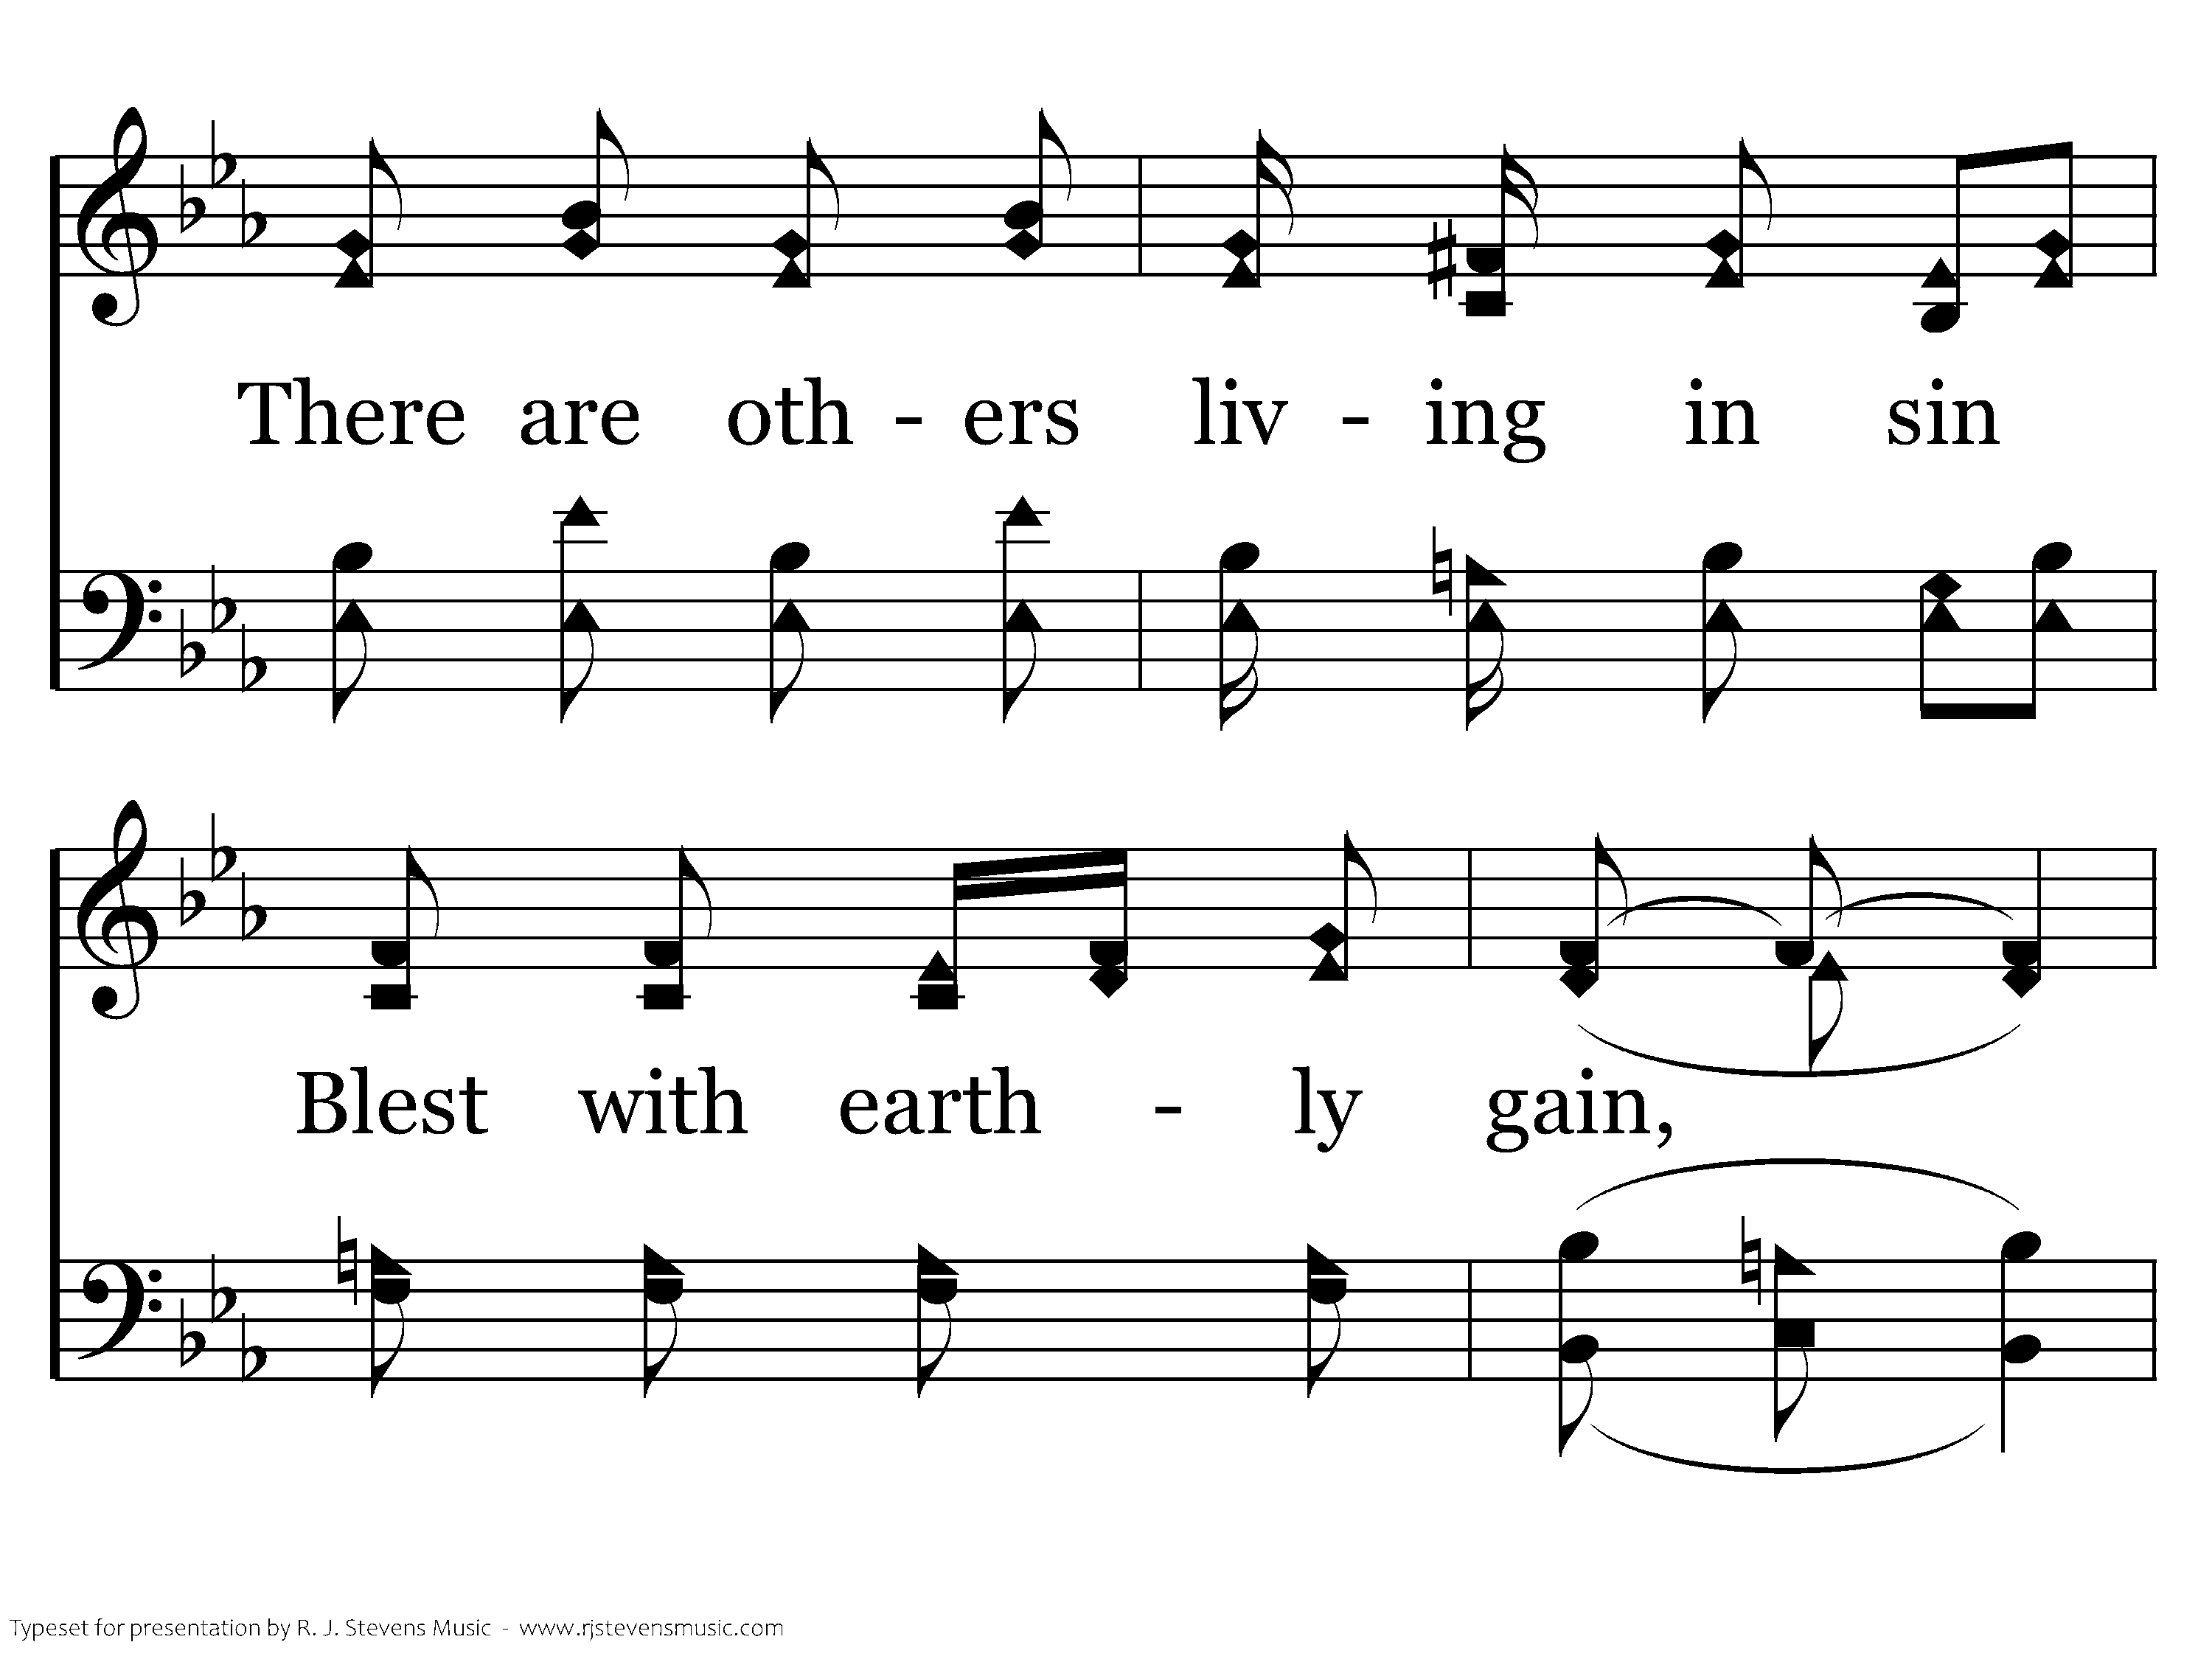 There are oth - ers liv - ing in sin
Blest with earth - ly gain,
Typeset for presentation by R. J. Stevens Music - www.rjstevensmusic.com